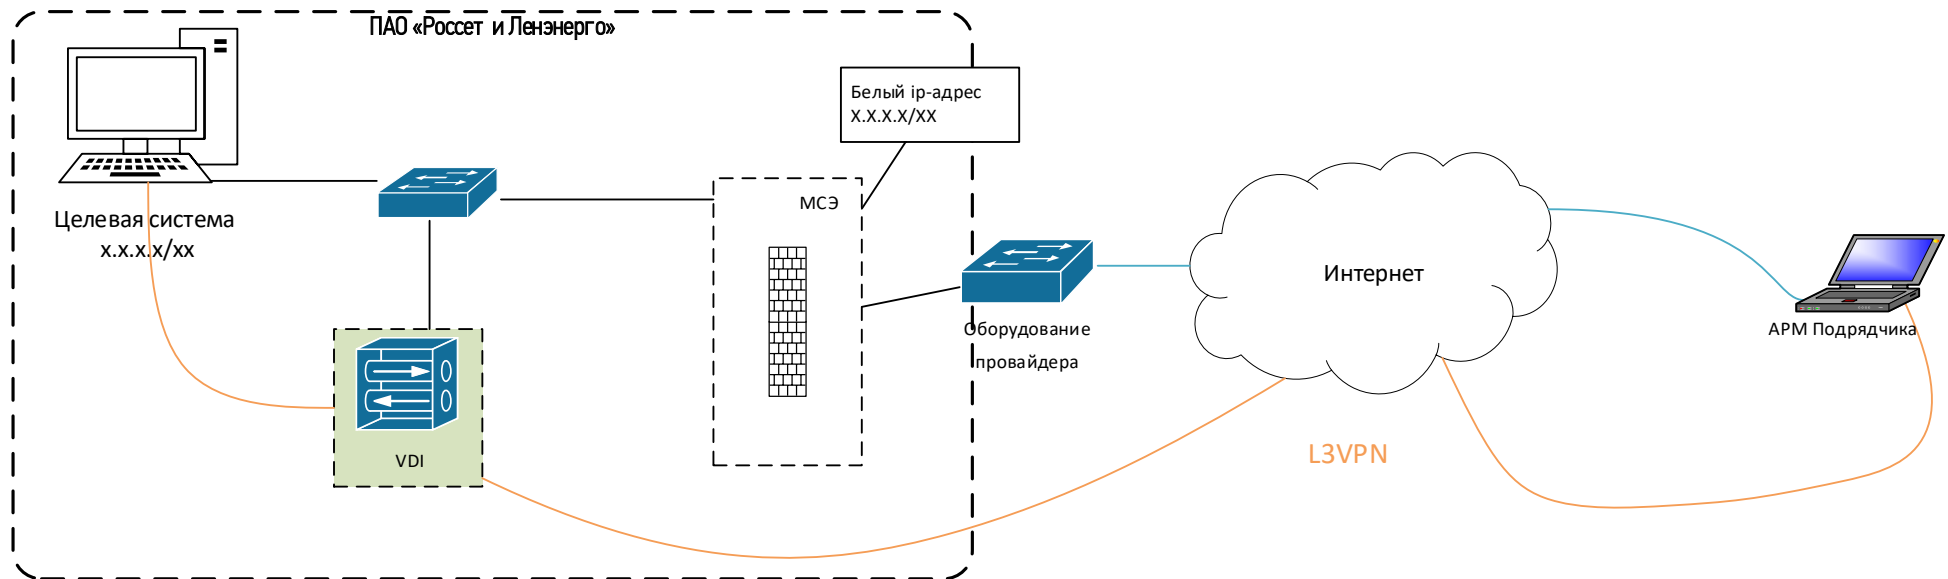 ПАО «Россет и Ленэнерго»
Белый ip-адрес
X.X.X.X/XX
МСЭ
Целевая система
x.x.x.x/xx
Интернет
Оборудование
провайдера
АРМ Подрядчика
L3VPN
VDI